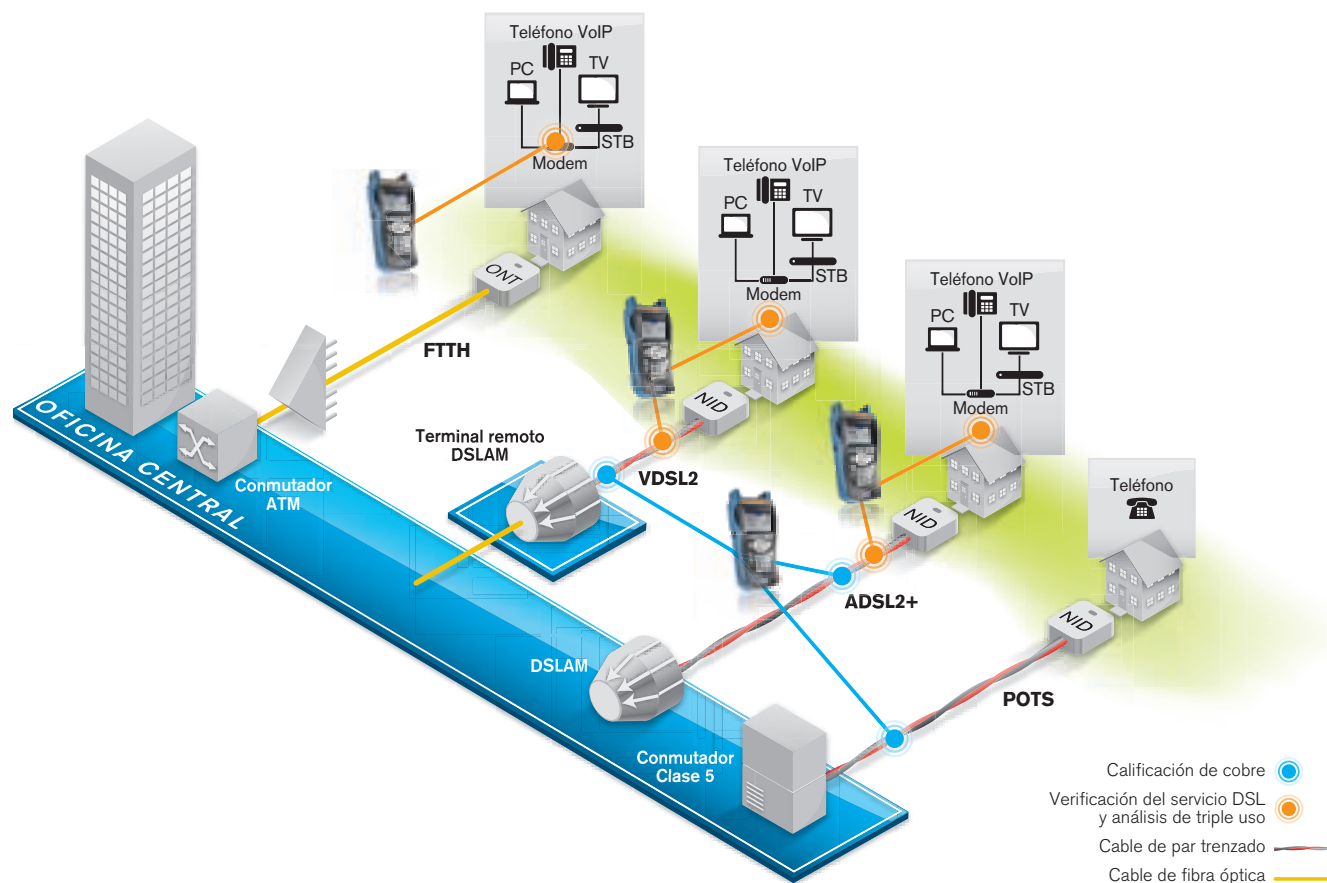 Teléfono VoIP
PC
TV
STB
Modem
Teléfono VoIP
PC
TV
STB
Modem
Teléfono VoIP
PC
TV
STB
Modem
Teléfono
ONT
FTTH
NID
VDSL2
NID
ADSL2+
NID
POTS
OFICINA CENTRAL
Conmutador
ATM
Terminal remoto
DSLAM
DSLAM
Conmutador
Clase 5
Calificación de cobre
Verificación del servicio DSL
y análisis de triple uso
Cable de par trenzado
Cable de fibra óptica